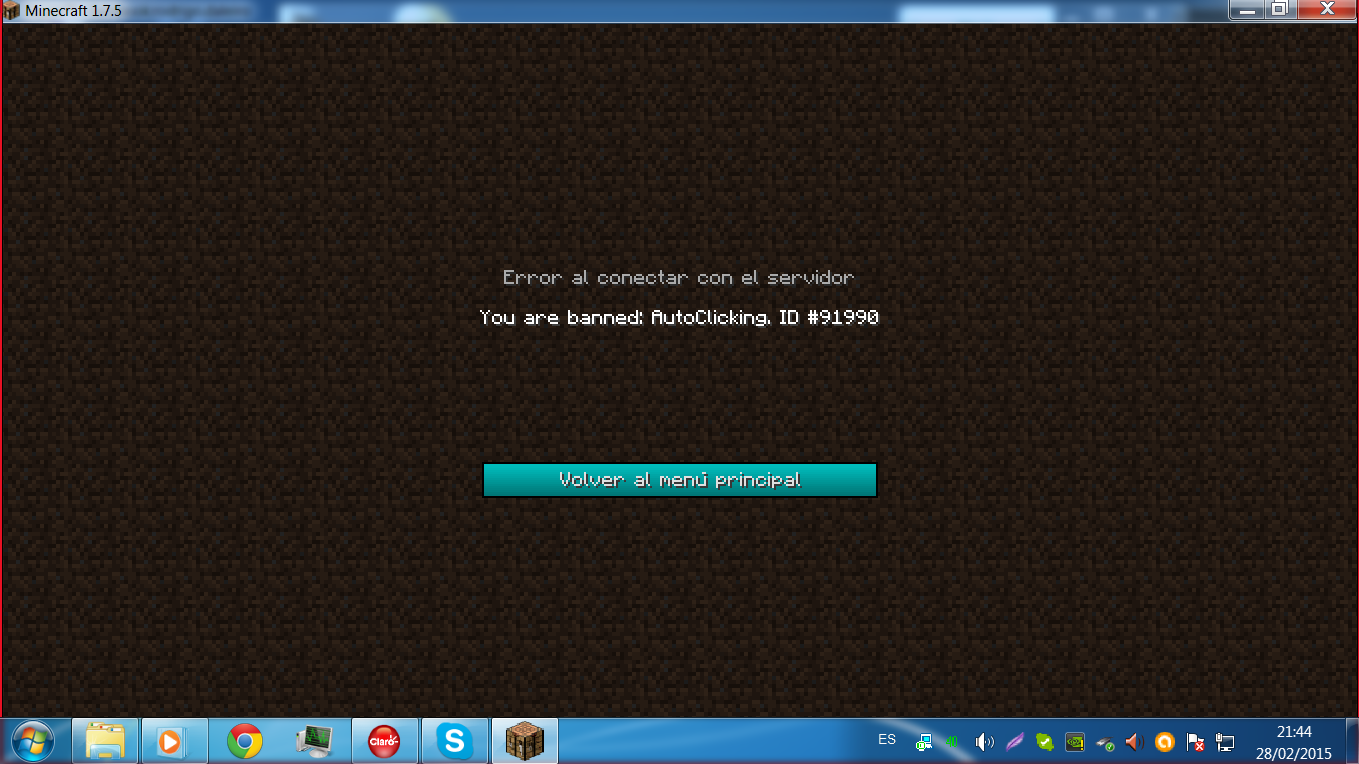 Minecraft 1.7.5
Error al conectar con el servidor
You are banned: AutoClicking. ID #91990
Volver al menú principal
Claro
S
ES
21:44
28/02/2015